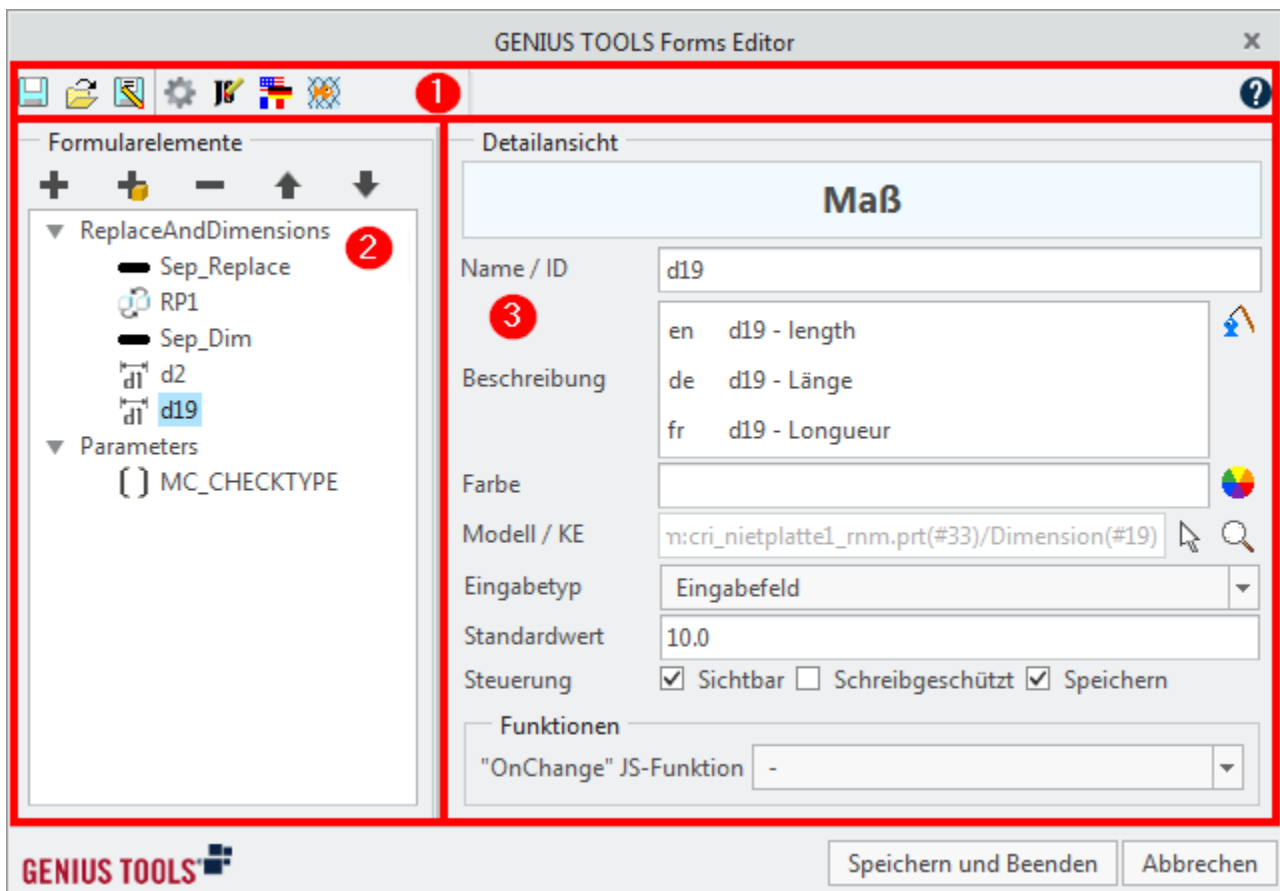 GENIUS TOOLS Forms Editor
1
Formularelemente
ReplaceAndDimensions
2
Sep_Replace
RP1
Sep_Dim
d1 d2
d1 d19
Parameters
MC_CHECKTYPE
Detailansicht
Maß
Name / ID d19
3
Beschreibung
en d19 - length
de d19 - Länge
fr d19 - Longueur
Farbe
Modell / KE m:cri_nietplatte1_rnm.prt(#33)/Dimension(#19)
Eingabetyp Eingabefeld
Standardwert 10.0
Steuerung Sichtbar Schreibgeschützt Speichern
Funktionen
"OnChange" JS-Funktion -
GENIUS TOOLS
Speichern und Beenden Abbrechen